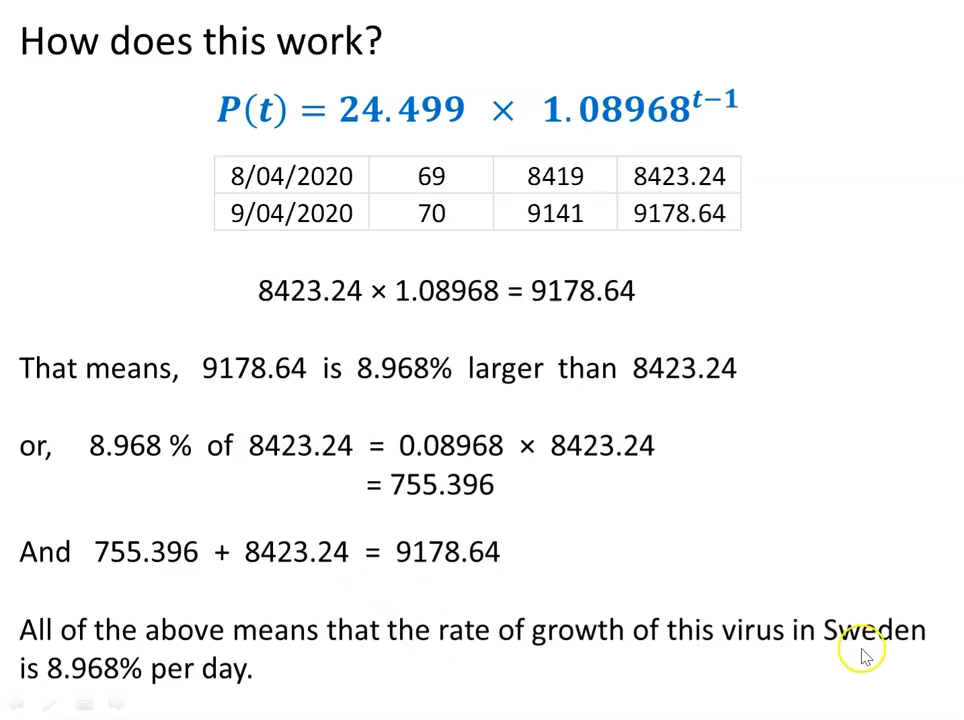 How does this work?
P(t) = 24.499 × 1.08968^{t−1}
8/04/2020 69 8419 8423.24
9/04/2020 70 9141 9178.64
8423.24 × 1.08968 = 9178.64
That means, 9178.64 is 8.968% larger than 8423.24
or, 8.968 % of 8423.24 = 0.08968 × 8423.24
= 755.396
And 755.396 + 8423.24 = 9178.64
All of the above means that the rate of growth of this virus in Sweden
is 8.968% per day.